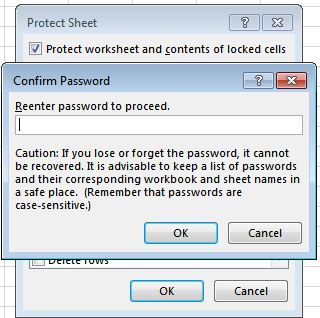 Protect Sheet
Protect worksheet and contents of locked cells
Confirm Password
Reenter password to proceed.
Caution: If you lose or forget the password, it cannot
be recovered. It is advisable to keep a list of passwords
and their corresponding workbook and sheet names in
a safe place.  (Remember that passwords are
case-sensitive.)
OK
Cancel
Delete rows
OK
Cancel